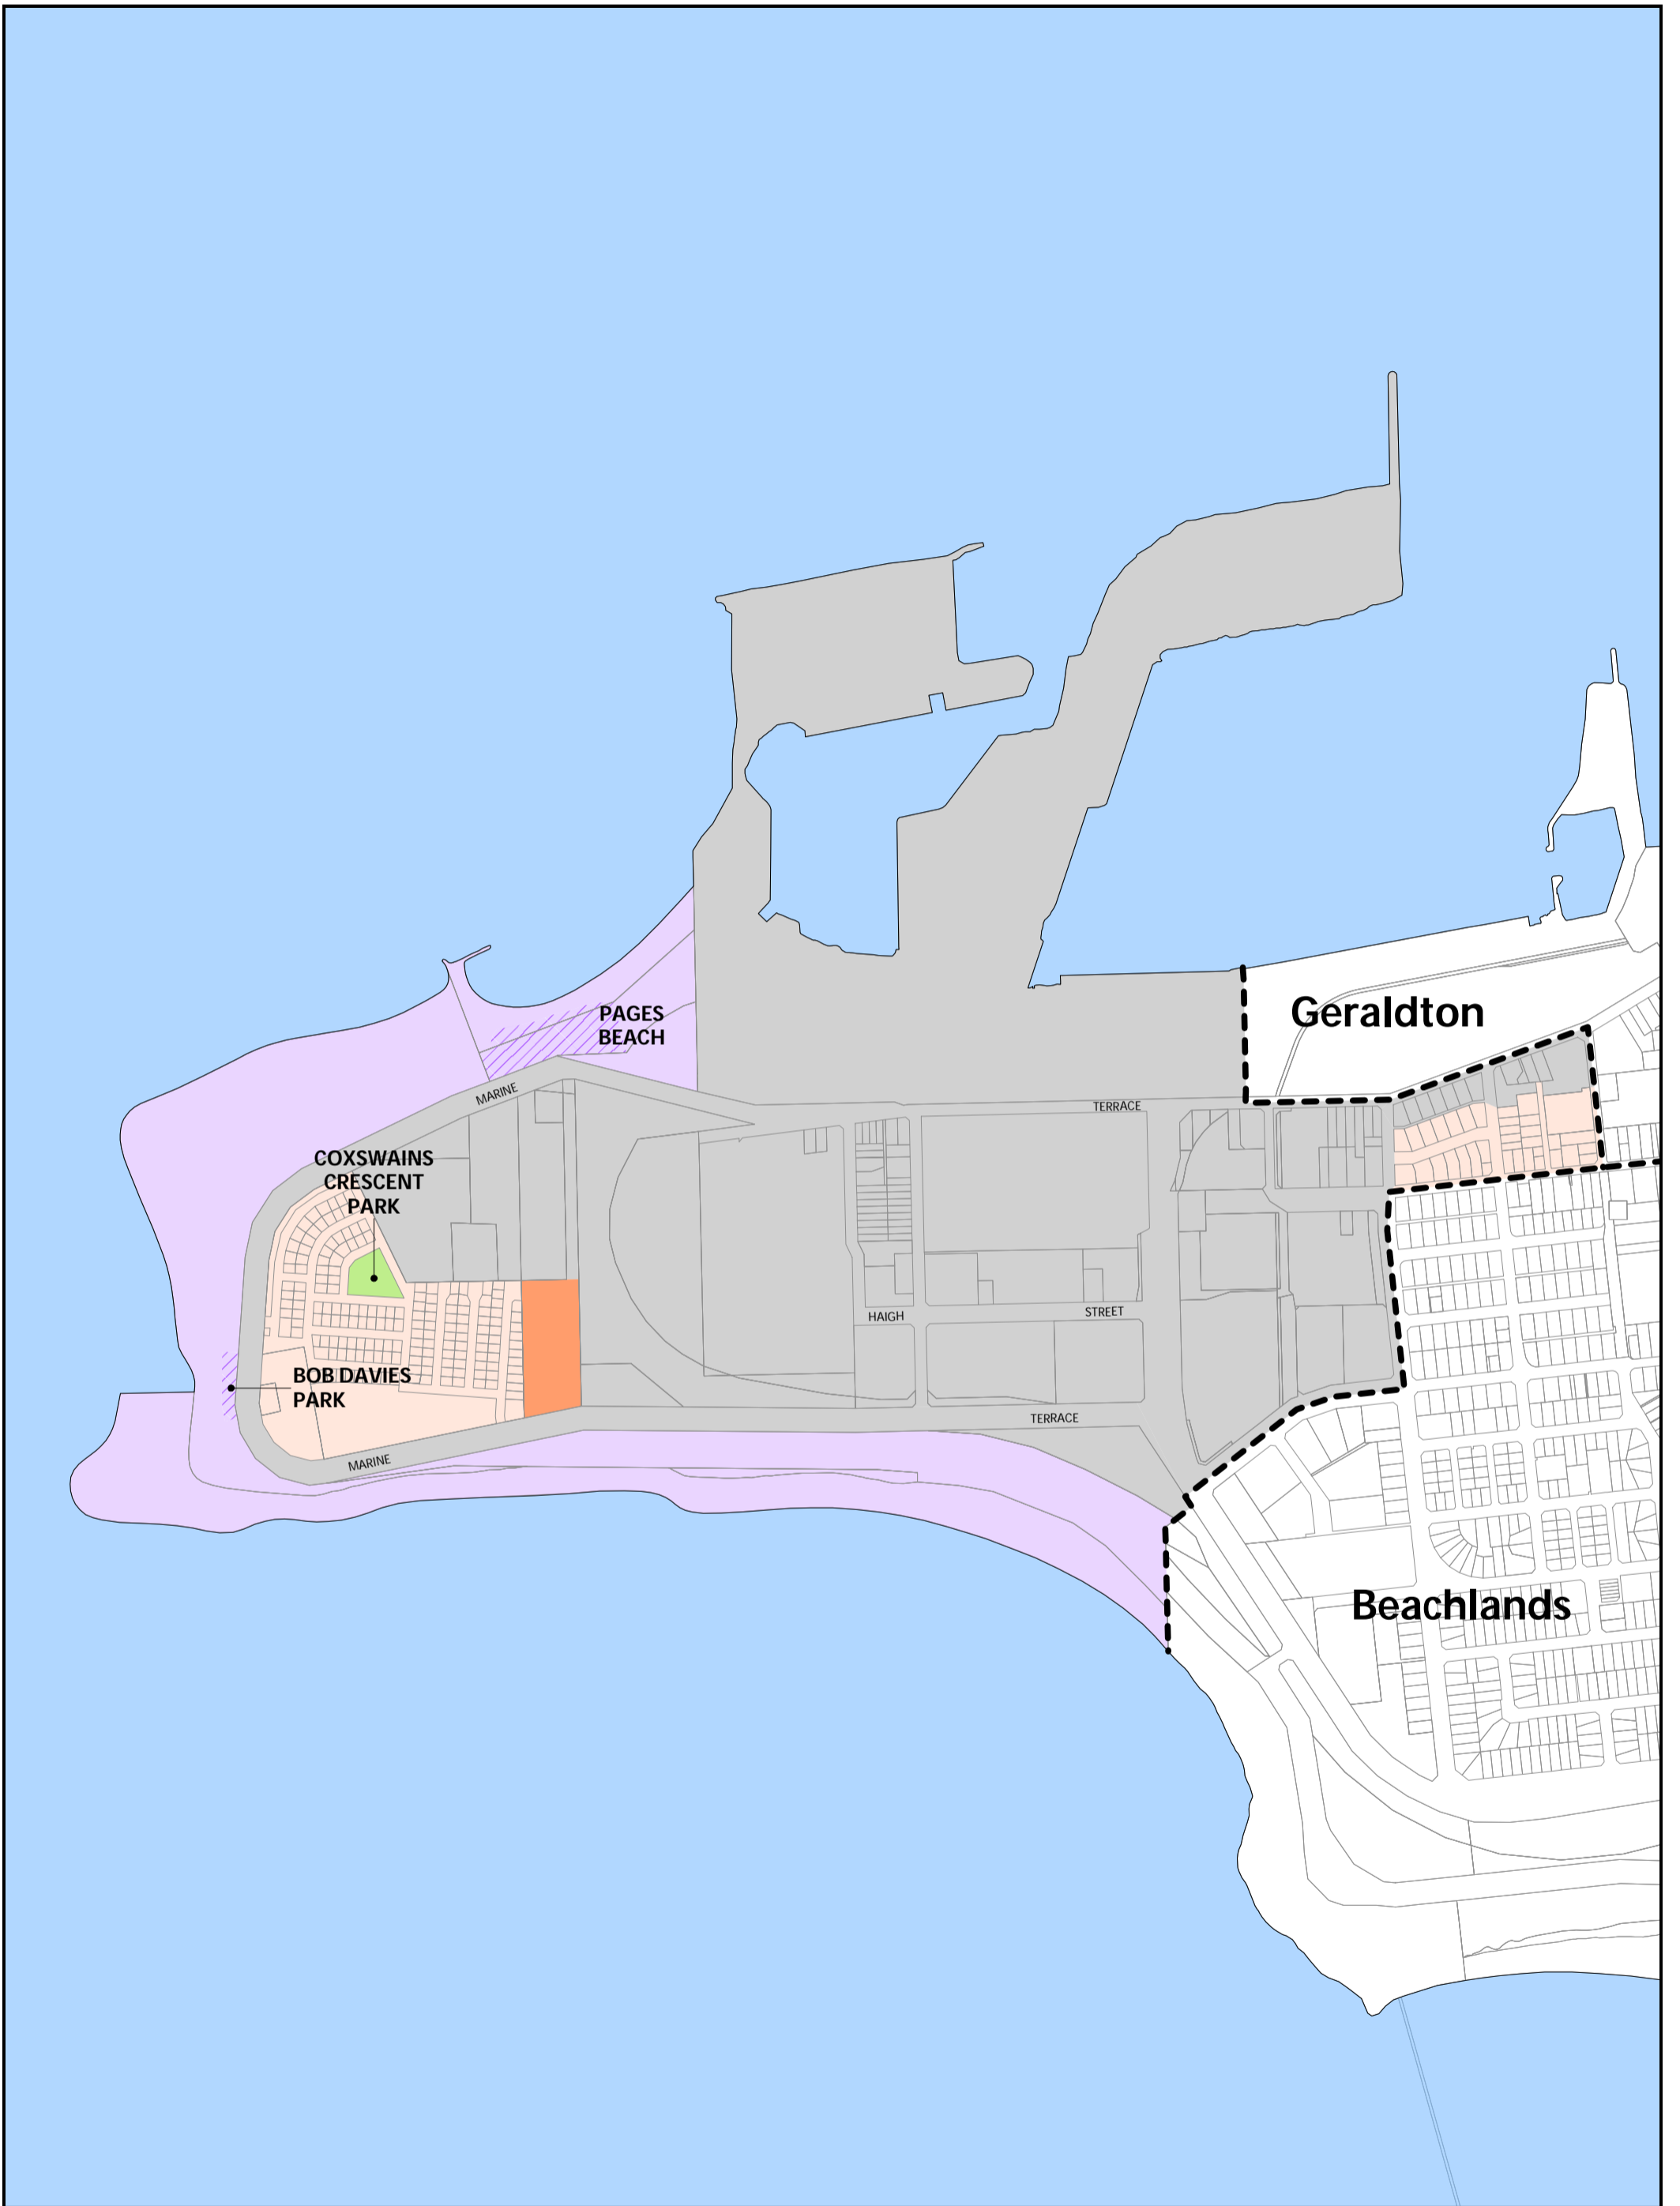 Geraldton
PAGES
BEACH
MARINE
TERRACE
COXSWAINS
CRESCENT
PARK
HAIGH
STREET
BOB DAVIES
PARK
TERRACE
MARINE
Beachlands